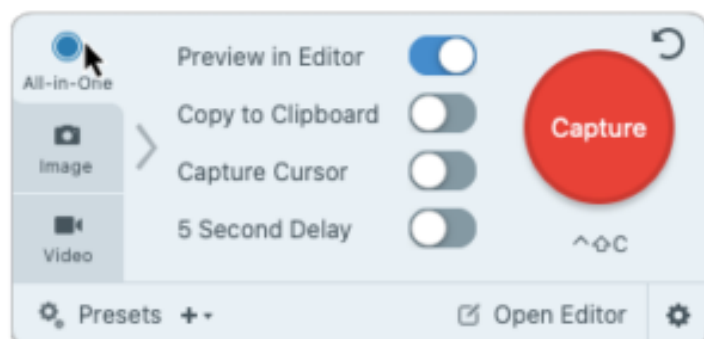 All-in-One
Image
Video
Preview in Editor
Copy to Clipboard
Capture Cursor
5 Second Delay
Capture
^⇧C
Presets +
Open Editor